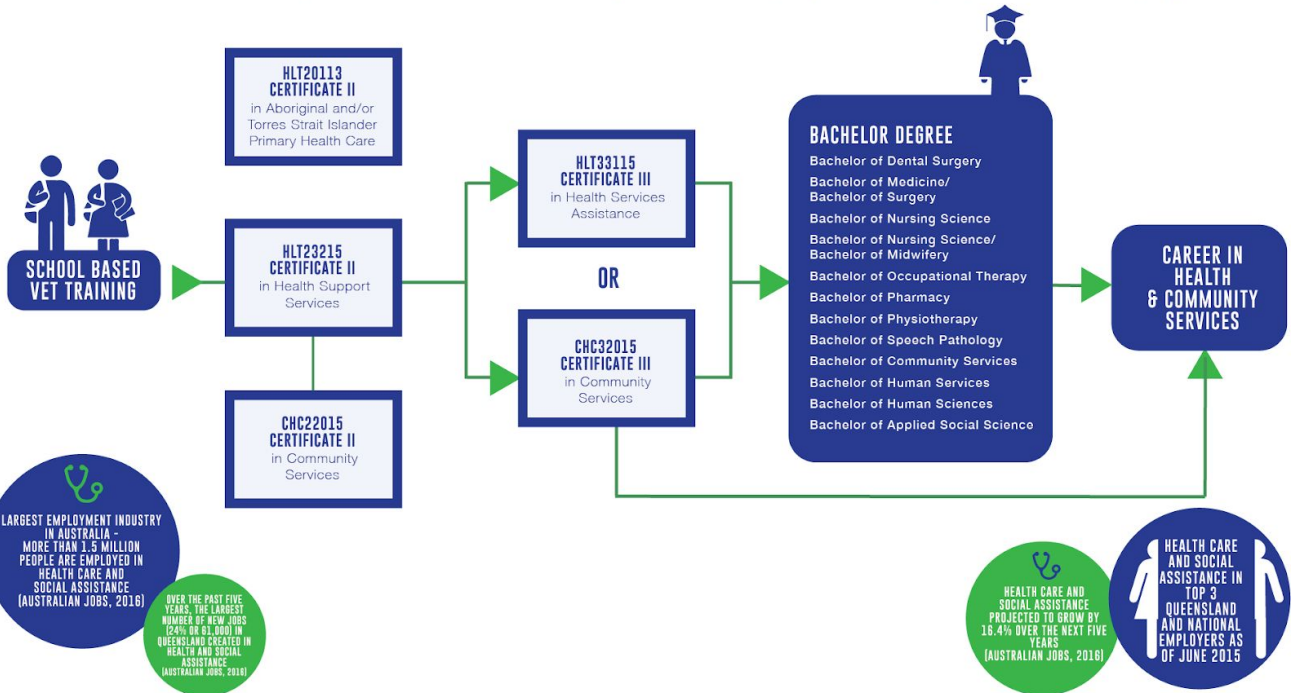 SCHOOL BASED
VET TRAINING
HLT20113
CERTIFICATE II
in Aboriginal and/or
Torres Strait Islander
Primary Health Care
HLT23215
CERTIFICATE II
in Health Support
Services
CHC22015
CERTIFICATE II
in Community
Services
HLT33115
CERTIFICATE III
in Health Services
Assistance
OR
CHC32015
CERTIFICATE III
in Community
Services
BACHELOR DEGREE
Bachelor of Dental Surgery
Bachelor of Medicine/
Bachelor of Surgery
Bachelor of Nursing Science
Bachelor of Nursing Science/
Bachelor of Midwifery
Bachelor of Occupational Therapy
Bachelor of Pharmacy
Bachelor of Physiotherapy
Bachelor of Speech Pathology
Bachelor of Community Services
Bachelor of Human Services
Bachelor of Human Sciences
Bachelor of Applied Social Science
CAREER IN
HEALTH
& COMMUNITY
SERVICES
LARGEST EMPLOYMENT INDUSTRY
IN AUSTRALIA -
MORE THAN 1.5 MILLION
PEOPLE ARE EMPLOYED IN
HEALTH CARE AND
SOCIAL ASSISTANCE
(AUSTRALIAN JOBS, 2016)
OVER THE PAST FIVE
YEARS, THE LARGEST
NUMBER OF NEW JOBS
(24% OR 61,000) IN
QUEENSLAND CREATED IN
HEALTH AND SOCIAL
ASSISTANCE
(AUSTRALIAN JOBS, 2016)
HEALTH CARE AND
SOCIAL ASSISTANCE
PROJECTED TO GROW BY
16.4% OVER THE NEXT FIVE
YEARS
(AUSTRALIAN JOBS, 2016)
HEALTH CARE
AND SOCIAL
ASSISTANCE IN
TOP 3
QUEENSLAND
AND NATIONAL
EMPLOYERS AS
OF JUNE 2015